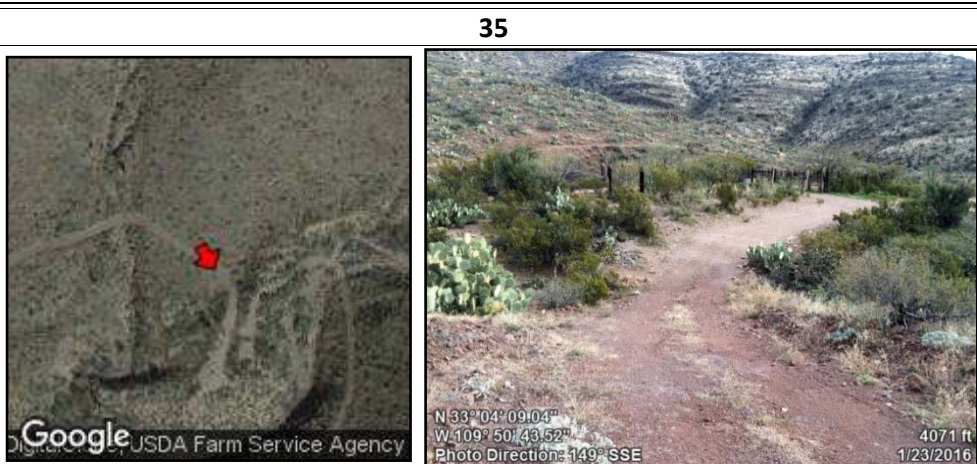 35
Google USDA Farm Service Agency
N 33° 04' 09.04"
W 109° 50' 43.52"
Photo Direction: 149° SSE
4071 ft
1/23/2016